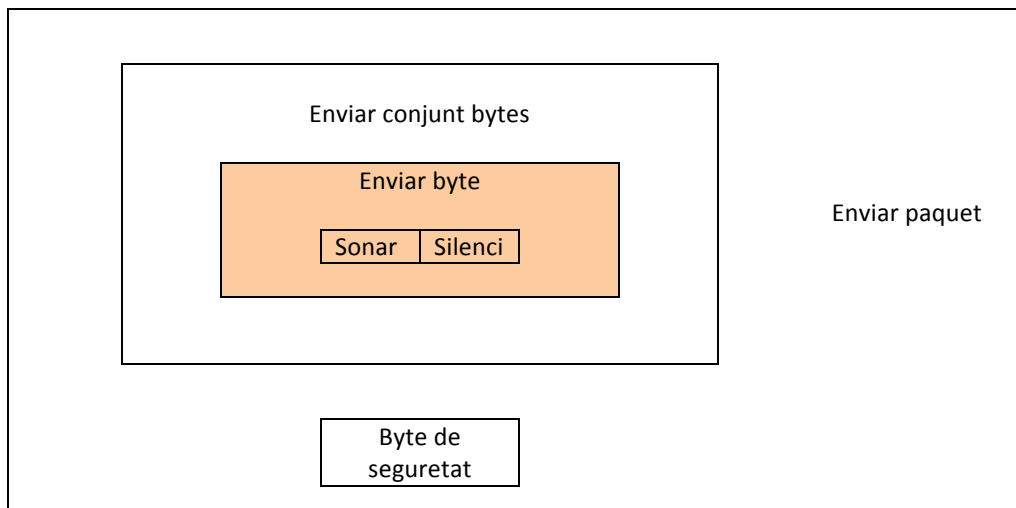 Enviar conjunt bytes
Enviar byte
Enviar paquet
Sonar
Silenci
Byte de
seguretat